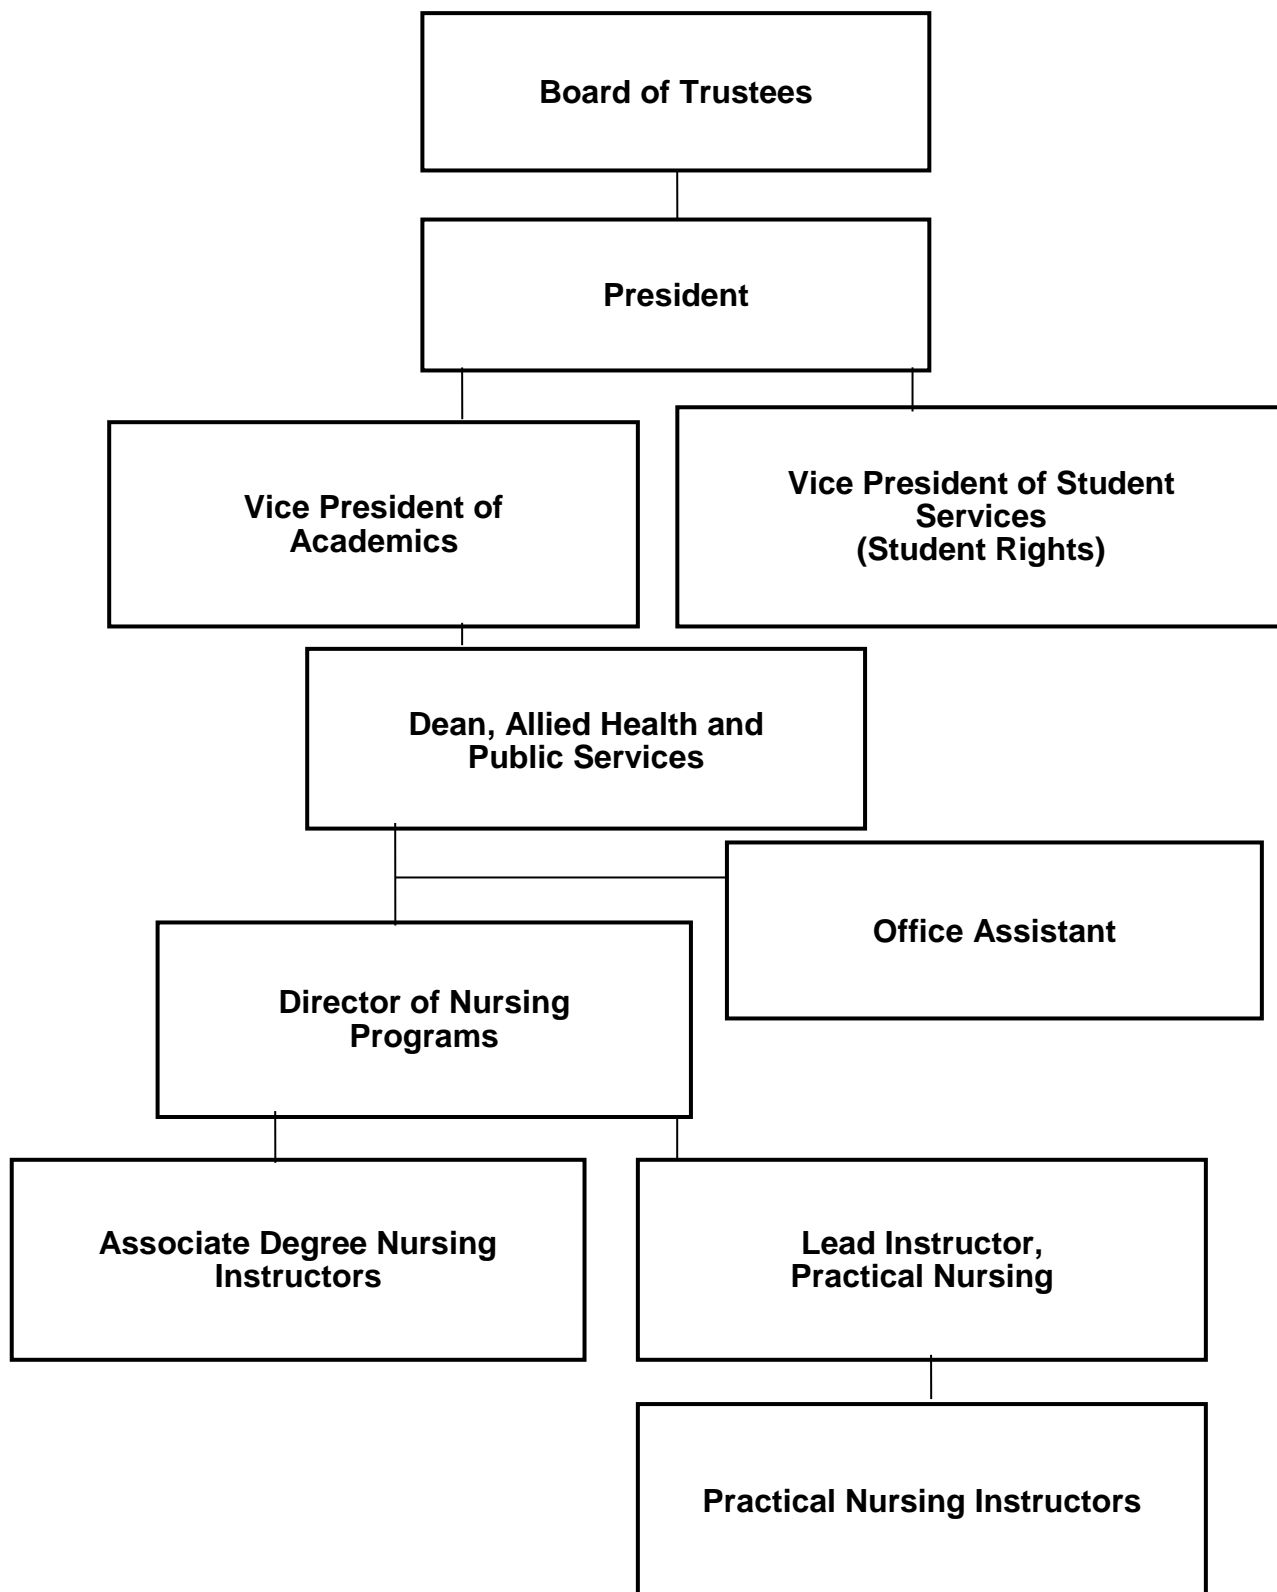 Board of Trustees
President
Vice President of
Academics
Vice President of Student
Services
(Student Rights)
Dean, Allied Health and
Public Services
Office Assistant
Director of Nursing
Programs
Associate Degree Nursing
Instructors
Lead Instructor,
Practical Nursing
Practical Nursing Instructors